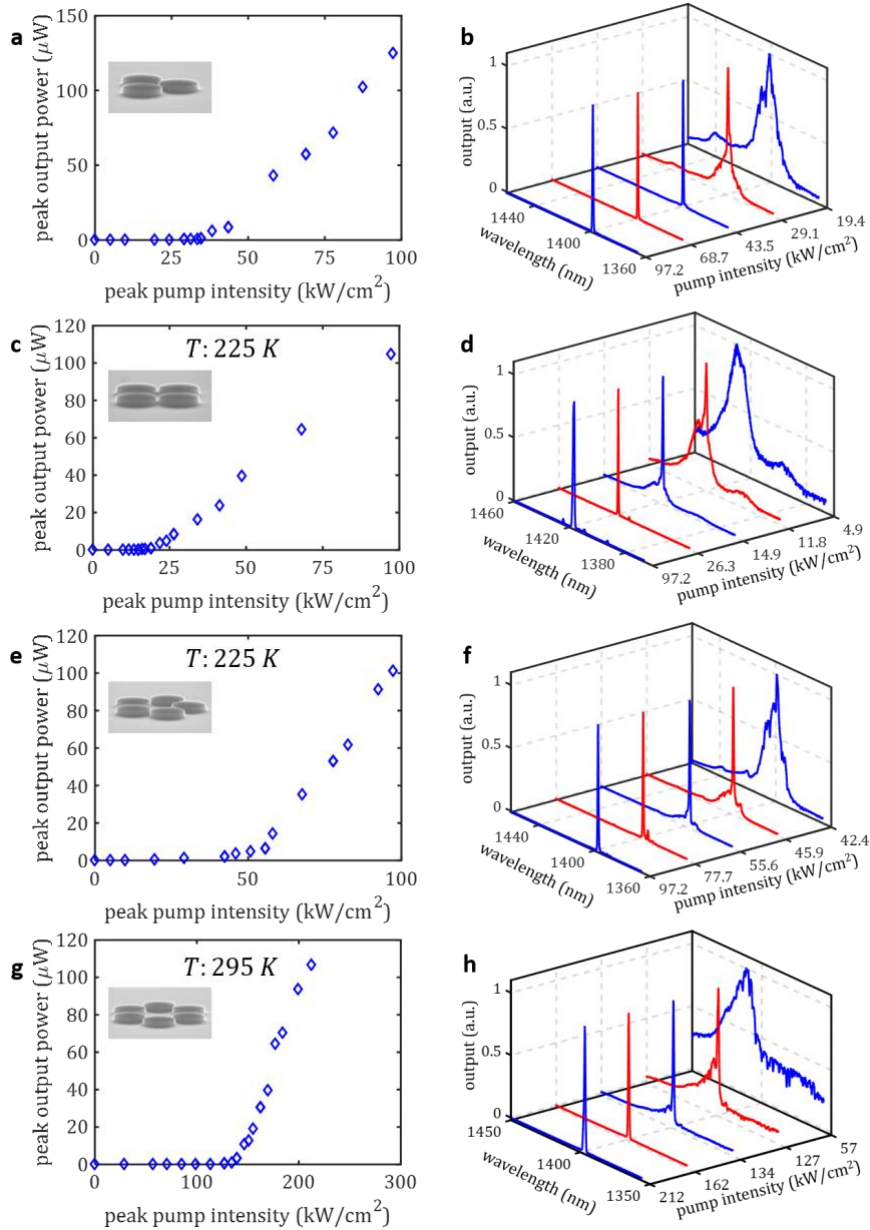 a
peak output power (μW)
150
100
50
0
0 25 50 75 100
peak pump intensity (kW/cm²)
b
output (a.u.)
1
0.5
0
1440
1400
1360
wavelength (nm)
97.2
68.7
43.5
29.1
19.4
pump intensity (kW/cm²)
c
T: 225 K
peak output power (μW)
120
100
80
60
40
20
0
0 25 50 75 100
peak pump intensity (kW/cm²)
d
output (a.u.)
1
0.5
0
1460
1420
1380
wavelength (nm)
97.2
26.3
14.9
11.8
4.9
pump intensity (kW/cm²)
e
T: 225 K
peak output power (μW)
120
100
80
60
40
20
0
0 50 100
peak pump intensity (kW/cm²)
f
output (a.u.)
1
0.5
0
1440
1400
1360
wavelength (nm)
97.2
77.7
55.6
45.9
42.4
pump intensity (kW/cm²)
g
T: 295 K
peak output power (μW)
120
100
80
60
40
20
0
0 100 200 300
peak pump intensity (kW/cm²)
h
output (a.u.)
1
0.5
0
1450
1400
1350
wavelength (nm)
212
162
134
127
57
pump intensity (kW/cm²)